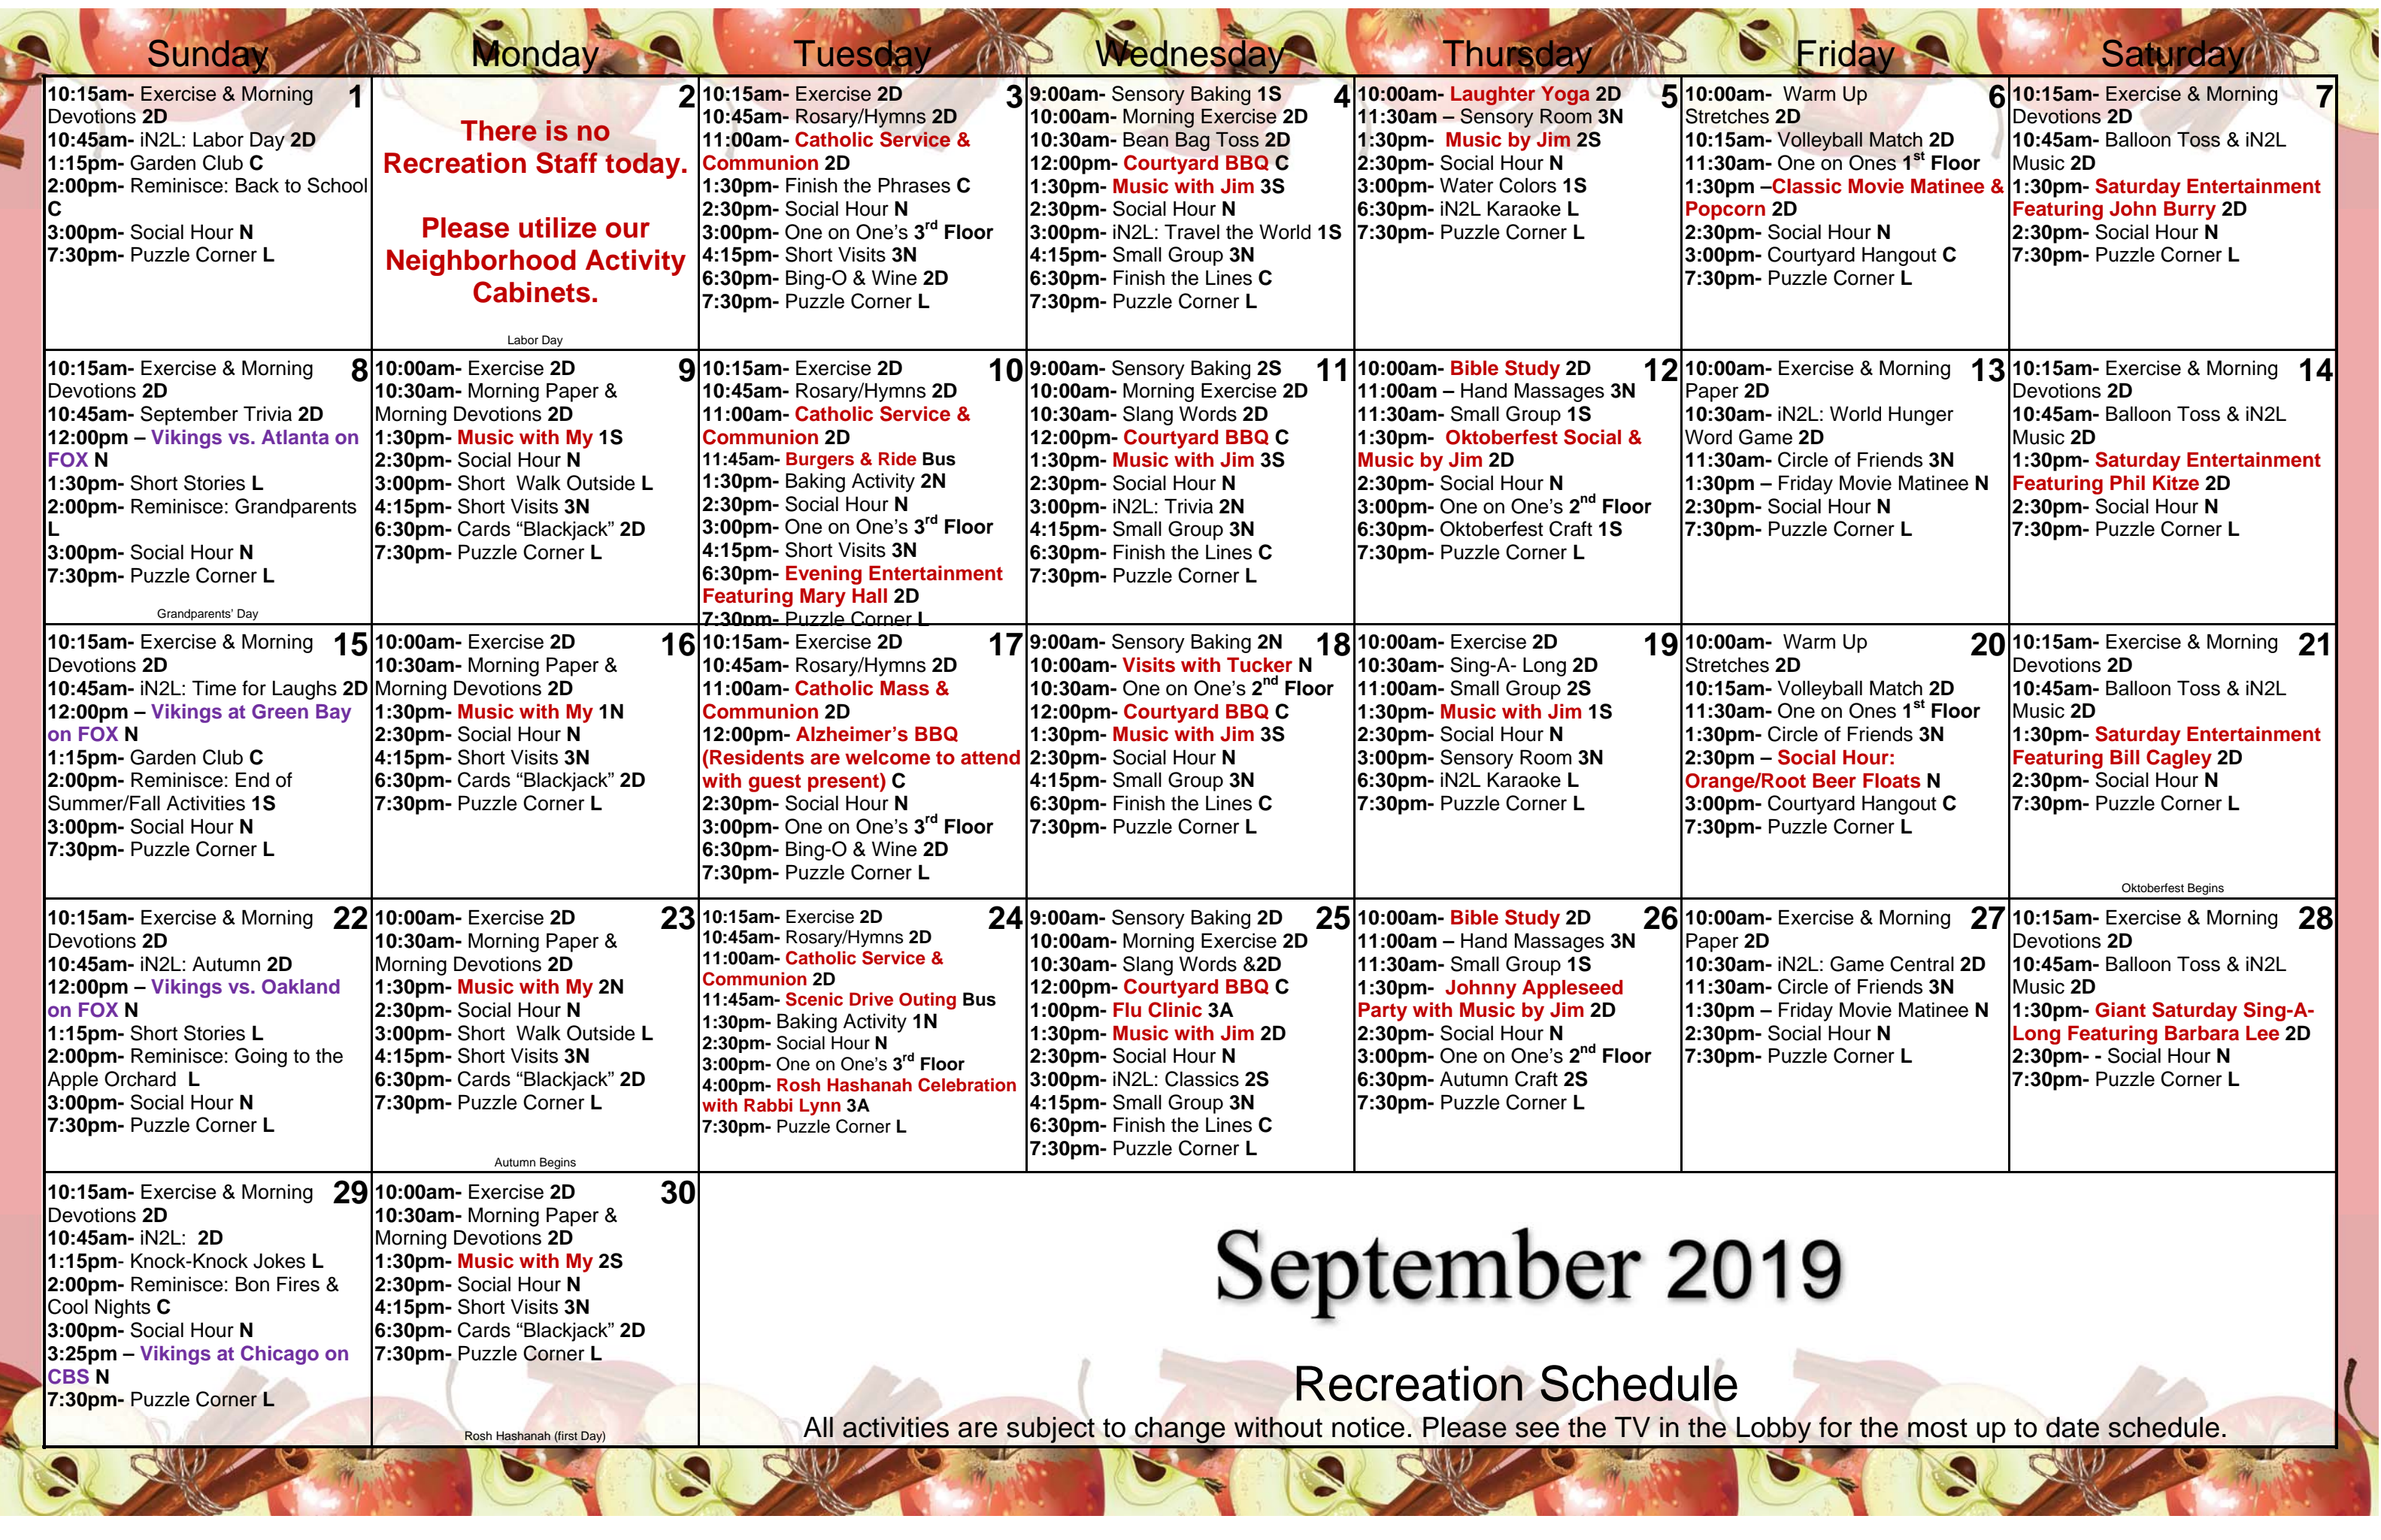 Sunday
Monday
Tuesday
Wednesday
Thursday
Friday
Saturday
10:15am- Exercise & Morning 1
Devotions 2D
10:45am- iN2L: Labor Day 2D
1:15pm- Garden Club C
2:00pm- Reminisce: Back to School
C
3:00pm- Social Hour N
7:30pm- Puzzle Corner L
2
There is no
Recreation Staff today.
Please utilize our
Neighborhood Activity
Cabinets.
Labor Day
10:15am- Exercise 2D 3
10:45am- Rosary/Hymns 2D
11:00am- Catholic Service &
Communion 2D
1:30pm- Finish the Phrases C
2:30pm- Social Hour N
3:00pm- One on One's 3rd Floor
4:15pm- Short Visits 3N
6:30pm- Bing-O & Wine 2D
7:30pm- Puzzle Corner L
9:00am- Sensory Baking 1S 4
10:00am- Morning Exercise 2D
10:30am- Bean Bag Toss 2D
12:00pm- Courtyard BBQ C
1:30pm- Music with Jim 3S
2:30pm- Social Hour N
3:00pm- iN2L: Travel the World 1S
4:15pm- Small Group 3N
6:30pm- Finish the Lines C
7:30pm- Puzzle Corner L
10:00am- Laughter Yoga 2D 5
11:30am – Sensory Room 3N
1:30pm- Music by Jim 2S
2:30pm- Social Hour N
3:00pm- Water Colors 1S
6:30pm- iN2L Karaoke L
7:30pm- Puzzle Corner L
10:00am- Warm Up 6
Stretches 2D
10:15am- Volleyball Match 2D
11:30am- One on Ones 1st Floor
1:30pm –Classic Movie Matinee &
Popcorn 2D
2:30pm- Social Hour N
3:00pm- Courtyard Hangout C
7:30pm- Puzzle Corner L
10:15am- Exercise & Morning 7
Devotions 2D
10:45am- Balloon Toss & iN2L
Music 2D
1:30pm- Saturday Entertainment
Featuring John Burry 2D
2:30pm- Social Hour N
7:30pm- Puzzle Corner L
10:15am- Exercise & Morning 8
Devotions 2D
10:45am- September Trivia 2D
12:00pm – Vikings vs. Atlanta on
FOX N
1:30pm- Short Stories L
2:00pm- Reminisce: Grandparents
L
3:00pm- Social Hour N
7:30pm- Puzzle Corner L
Grandparents' Day
10:00am- Exercise 2D 9
10:30am- Morning Paper &
Morning Devotions 2D
1:30pm- Music with My 1S
2:30pm- Social Hour N
3:00pm- Short Walk Outside L
4:15pm- Short Visits 3N
6:30pm- Cards “Blackjack” 2D
7:30pm- Puzzle Corner L
10:15am- Exercise 2D 10
10:45am- Rosary/Hymns 2D
11:00am- Catholic Service &
Communion 2D
11:45am- Burgers & Ride Bus
1:30pm- Baking Activity 2N
2:30pm- Social Hour N
3:00pm- One on One's 3rd Floor
4:15pm- Short Visits 3N
6:30pm- Evening Entertainment
Featuring Mary Hall 2D
7:30pm- Puzzle Corner L
9:00am- Sensory Baking 2S 11
10:00am- Morning Exercise 2D
10:30am- Slang Words 2D
12:00pm- Courtyard BBQ C
1:30pm- Music with Jim 3S
2:30pm- Social Hour N
3:00pm- iN2L: Trivia 2N
4:15pm- Small Group 3N
6:30pm- Finish the Lines C
7:30pm- Puzzle Corner L
10:00am- Bible Study 2D 12
11:00am – Hand Massages 3N
11:30am- Small Group 1S
1:30pm- Oktoberfest Social &
Music by Jim 2D
2:30pm- Social Hour N
3:00pm- One on One's 2nd Floor
6:30pm- Oktoberfest Craft 1S
7:30pm- Puzzle Corner L
10:00am- Exercise & Morning 13
Paper 2D
10:30am- iN2L: World Hunger
Word Game 2D
11:30am- Circle of Friends 3N
1:30pm – Friday Movie Matinee N
2:30pm- Social Hour N
7:30pm- Puzzle Corner L
10:15am- Exercise & Morning 14
Devotions 2D
10:45am- Balloon Toss & iN2L
Music 2D
1:30pm- Saturday Entertainment
Featuring Phil Kitze 2D
2:30pm- Social Hour N
7:30pm- Puzzle Corner L
10:15am- Exercise & Morning 15
Devotions 2D
10:45am- iN2L: Time for Laughs 2D
12:00pm – Vikings at Green Bay
on FOX N
1:15pm- Garden Club C
2:00pm- Reminisce: End of
Summer/Fall Activities 1S
3:00pm- Social Hour N
7:30pm- Puzzle Corner L
10:00am- Exercise 2D 16
10:30am- Morning Paper &
Morning Devotions 2D
1:30pm- Music with My 1N
2:30pm- Social Hour N
4:15pm- Short Visits 3N
6:30pm- Cards “Blackjack” 2D
7:30pm- Puzzle Corner L
10:15am- Exercise 2D 17
10:45am- Rosary/Hymns 2D
11:00am- Catholic Mass &
Communion 2D
12:00pm- Alzheimer's BBQ
(Residents are welcome to attend
with guest present) C
2:30pm- Social Hour N
3:00pm- One on One's 3rd Floor
6:30pm- Bing-O & Wine 2D
7:30pm- Puzzle Corner L
9:00am- Sensory Baking 2N 18
10:00am- Visits with Tucker N
10:30am- One on One's 2nd Floor
12:00pm- Courtyard BBQ C
1:30pm- Music with Jim 3S
2:30pm- Social Hour N
4:15pm- Small Group 3N
6:30pm- Finish the Lines C
7:30pm- Puzzle Corner L
10:00am- Exercise 2D 19
10:30am- Sing-A- Long 2D
11:00am- Small Group 2S
1:30pm- Music with Jim 1S
2:30pm- Social Hour N
3:00pm- Sensory Room 3N
6:30pm- iN2L Karaoke L
7:30pm- Puzzle Corner L
10:00am- Warm Up 20
Stretches 2D
10:15am- Volleyball Match 2D
11:30am- One on Ones 1st Floor
1:30pm- Circle of Friends 3N
2:30pm – Social Hour:
Orange/Root Beer Floats N
3:00pm- Courtyard Hangout C
7:30pm- Puzzle Corner L
10:15am- Exercise & Morning 21
Devotions 2D
10:45am- Balloon Toss & iN2L
Music 2D
1:30pm- Saturday Entertainment
Featuring Bill Cagley 2D
2:30pm- Social Hour N
7:30pm- Puzzle Corner L
Oktoberfest Begins
10:15am- Exercise & Morning 22
Devotions 2D
10:45am- iN2L: Autumn 2D
12:00pm – Vikings vs. Oakland
on FOX N
1:15pm- Short Stories L
2:00pm- Reminisce: Going to the
Apple Orchard L
3:00pm- Social Hour N
7:30pm- Puzzle Corner L
10:00am- Exercise 2D 23
10:30am- Morning Paper &
Morning Devotions 2D
1:30pm- Music with My 2N
2:30pm- Social Hour N
3:00pm- Short Walk Outside L
4:15pm- Short Visits 3N
6:30pm- Cards “Blackjack” 2D
7:30pm- Puzzle Corner L
Autumn Begins
10:15am- Exercise 2D 24
10:45am- Rosary/Hymns 2D
11:00am- Catholic Service &
Communion 2D
11:45am- Scenic Drive Outing Bus
1:30pm- Baking Activity 1N
2:30pm- Social Hour N
3:00pm- One on One's 3rd Floor
4:00pm- Rosh Hashanah Celebration
with Rabbi Lynn 3A
7:30pm- Puzzle Corner L
9:00am- Sensory Baking 2D 25
10:00am- Morning Exercise 2D
10:30am- Slang Words &2D
12:00pm- Courtyard BBQ C
1:00pm- Flu Clinic 3A
1:30pm- Music with Jim 2D
2:30pm- Social Hour N
3:00pm- iN2L: Classics 2S
4:15pm- Small Group 3N
6:30pm- Finish the Lines C
7:30pm- Puzzle Corner L
10:00am- Bible Study 2D 26
11:00am – Hand Massages 3N
11:30am- Small Group 1S
1:30pm- Johnny Appleseed
Party with Music by Jim 2D
2:30pm- Social Hour N
3:00pm- One on One's 2nd Floor
6:30pm- Autumn Craft 2S
7:30pm- Puzzle Corner L
10:00am- Exercise & Morning 27
Paper 2D
10:30am- iN2L: Game Central 2D
11:30am- Circle of Friends 3N
1:30pm – Friday Movie Matinee N
2:30pm- Social Hour N
7:30pm- Puzzle Corner L
10:15am- Exercise & Morning 28
Devotions 2D
10:45am- Balloon Toss & iN2L
Music 2D
1:30pm- Giant Saturday Sing-A-
Long Featuring Barbara Lee 2D
2:30pm- - Social Hour N
7:30pm- Puzzle Corner L
10:15am- Exercise & Morning 29
Devotions 2D
10:45am- iN2L: 2D
1:15pm- Knock-Knock Jokes L
2:00pm- Reminisce: Bon Fires &
Cool Nights C
3:00pm- Social Hour N
3:25pm – Vikings at Chicago on
CBS N
7:30pm- Puzzle Corner L
10:00am- Exercise 2D 30
10:30am- Morning Paper &
Morning Devotions 2D
1:30pm- Music with My 2S
2:30pm- Social Hour N
4:15pm- Short Visits 3N
6:30pm- Cards “Blackjack” 2D
7:30pm- Puzzle Corner L
Rosh Hashanah (first Day)
September 2019
Recreation Schedule
All activities are subject to change without notice. Please see the TV in the Lobby for the most up to date schedule.